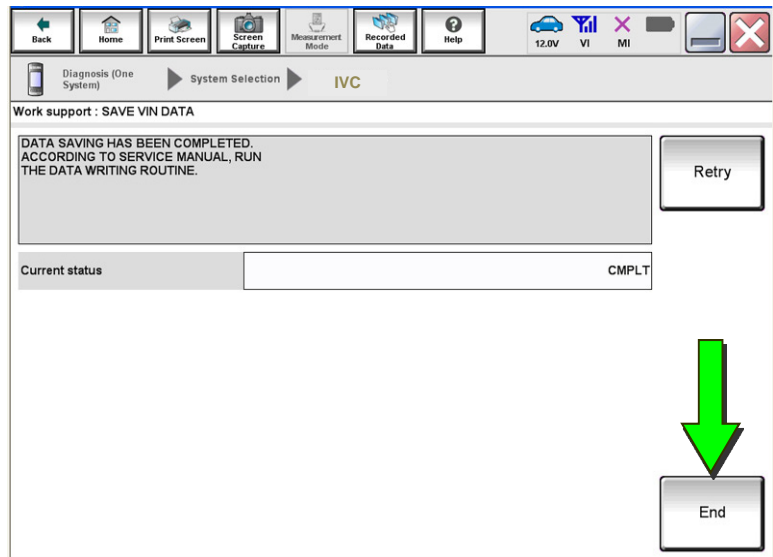 Back
Home
Print Screen
Screen
Capture
Measurement
Mode
Recorded
Data
Help
12.0V
VI
MI
Diagnosis (One
System)
System Selection
IVC
Work support : SAVE VIN DATA
DATA SAVING HAS BEEN COMPLETED.
ACCORDING TO SERVICE MANUAL, RUN
THE DATA WRITING ROUTINE.
Retry
Current status
CMPLT
End